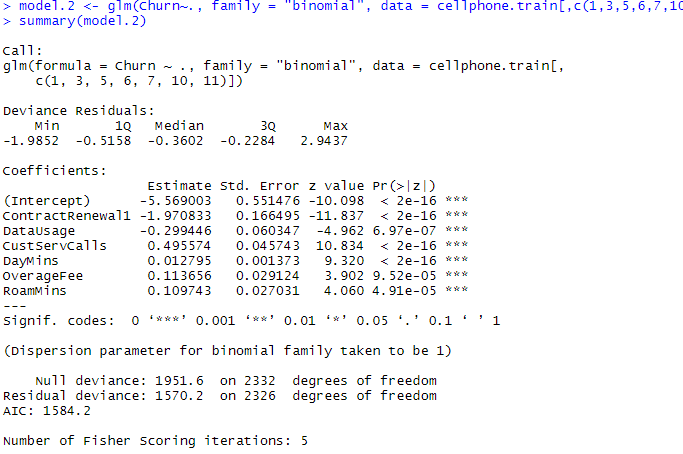 > model.2 <- glm(Churn~., family = "binomial", data = cellphone.train[,c(1,3,5,6,7,10
> summary(model.2)

Call:
glm(formula = Churn ~ ., family = "binomial", data = cellphone.train[,
    c(1, 3, 5, 6, 7, 10, 11)])

Deviance Residuals:
    Min      1Q  Median      3Q     Max
-1.9852 -0.5158 -0.3602 -0.2284  2.9437

Coefficients:
                 Estimate Std. Error z value Pr(>|z|)
(Intercept)     -5.569003   0.551476 -10.098  < 2e-16 ***
ContractRenewal1 -1.970833   0.166495 -11.837  < 2e-16 ***
DataUsage       -0.299446   0.060347  -4.962 6.97e-07 ***
CustServCalls    0.495574   0.045743  10.834  < 2e-16 ***
DayMins          0.012795   0.001373   9.320  < 2e-16 ***
OverageFee       0.113656   0.029124   3.902 9.52e-05 ***
RoamMins         0.109743   0.027031   4.060 4.91e-05 ***
---
Signif. codes:  0 ‘***’ 0.001 ‘**’ 0.01 ‘*’ 0.05 ‘.’ 0.1 ‘ ’ 1

(Dispersion parameter for binomial family taken to be 1)

    Null deviance: 1951.6  on 2332  degrees of freedom
Residual deviance: 1570.2  on 2326  degrees of freedom
AIC: 1584.2

Number of Fisher Scoring iterations: 5